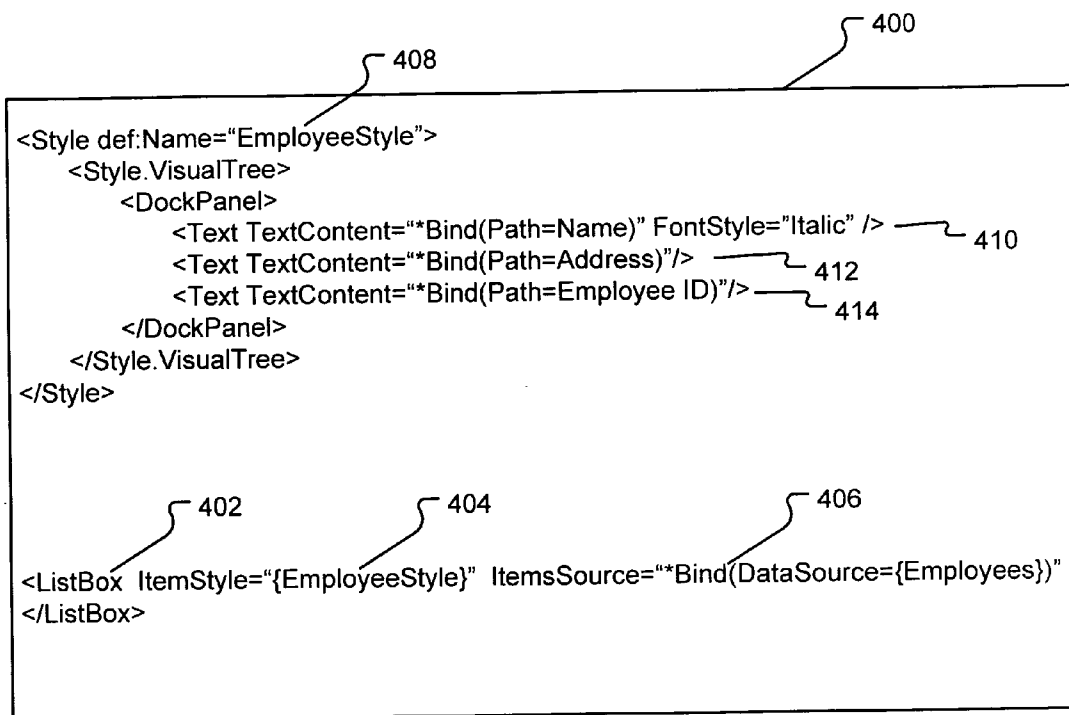 400
408
<Style def:Name=“EmployeeStyle”>
<Style.VisualTree>
<DockPanel>
<Text TextContent=“*Bind(Path=Name)” FontStyle=”Italic” /> 410
<Text TextContent=“*Bind(Path=Address)”/> 412
<Text TextContent=“*Bind(Path=Employee ID)”/> 414
</DockPanel>
</Style.VisualTree>
</Style>
402 404 406
<ListBox ItemStyle=“{EmployeeStyle}” ItemsSource=“*Bind(DataSource={Employees})”
</ListBox>